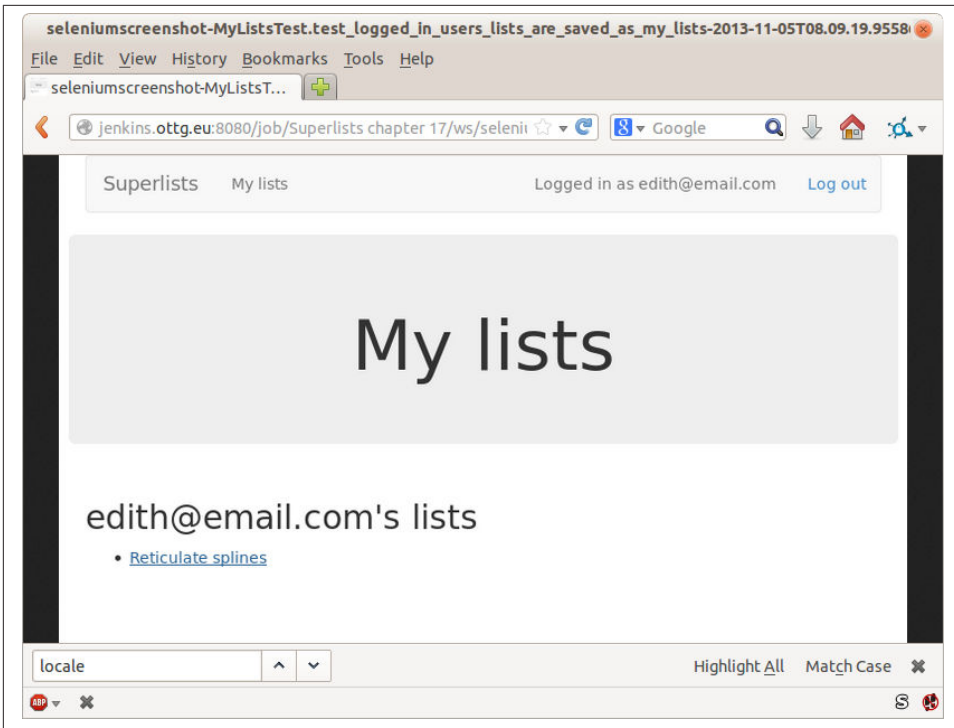 seleniumscreenshot-MyListsTest.test_logged_in_users_lists_are_saved_as_my_lists-2013-11-05T08.09.19.9558
File Edit View History Bookmarks Tools Help
seleniumscreenshot-MyListsT...
jenkins.ottg.eu:8080/job/Superlists chapter 17/ws/seleni Google
Superlists My lists Logged in as edith@email.com Log out
My lists
edith@email.com's lists
• Reticulate splines
locale Highlight All Match Case
ABP S